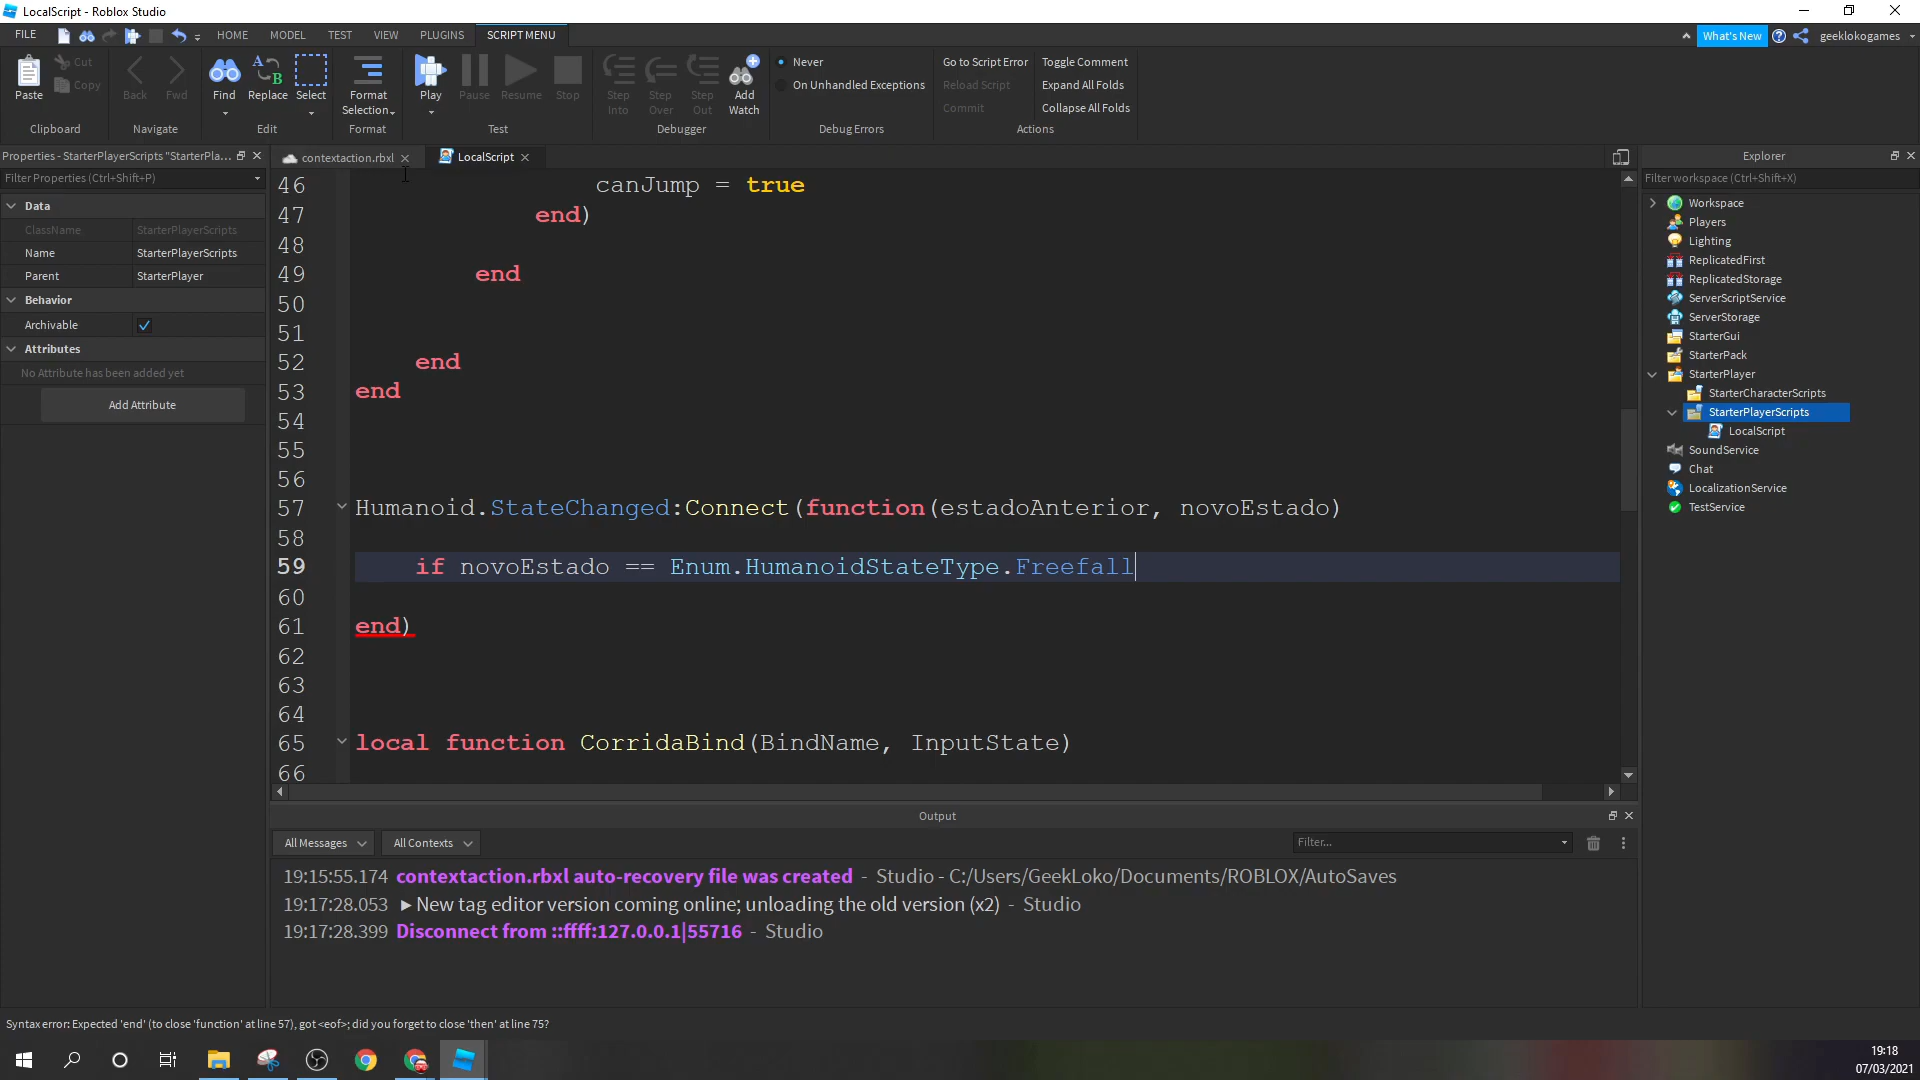 LocalScript - Roblox Studio
FILE HOME MODEL TEST VIEW PLUGINS SCRIPT MENU What's New geeklokogames
Paste Cut Copy Back Fwd Find Replace Select Format Selection Play Pause Resume Stop Step Into Step Over Step Out Add Watch Never On Unhandled Exceptions Go to Script Error Reload Script Commit Toggle Comment Expand All Folds Collapse All Folds
Clipboard Navigate Edit Format Test Debugger Debug Errors Actions
Properties - StarterPlayerScripts "StarterPla...
Filter Properties (Ctrl+Shift+P)
Data
ClassName StarterPlayerScripts
Name StarterPlayerScripts
Parent StarterPlayer
Behavior
Archivable
Attributes
No Attribute has been added yet
Add Attribute
contextaction.rbxl LocalScript
46 canJump = true
47 end)
48
49 end
50
51
52 end
53 end
54
55
56
57 Humanoid.StateChanged:Connect(function(estadoAnterior, novoEstado)
58
59 if novoEstado == Enum.HumanoidStateType.Freefall
60
61 end)
62
63
64
65 local function CorridaBind(BindName, InputState)
66
Explorer
Filter workspace (Ctrl+Shift+X)
Workspace
Players
Lighting
ReplicatedFirst
ReplicatedStorage
ServerScriptService
ServerStorage
StarterGui
StarterPack
StarterPlayer
StarterCharacterScripts
StarterPlayerScripts
LocalScript
SoundService
Chat
LocalizationService
TestService
Output
All Messages All Contexts Filter...
19:15:55.174 contextaction.rbxl auto-recovery file was created - Studio - C:/Users/GeekLoko/Documents/ROBLOX/AutoSaves
19:17:28.053 ▶ New tag editor version coming online; unloading the old version (x2) - Studio
19:17:28.399 Disconnect from ::ffff:127.0.0.1|55716 - Studio
Syntax error: Expected 'end' (to close 'function' at line 57), got <eof>; did you forget to close 'then' at line 75?
19:18
07/03/2021